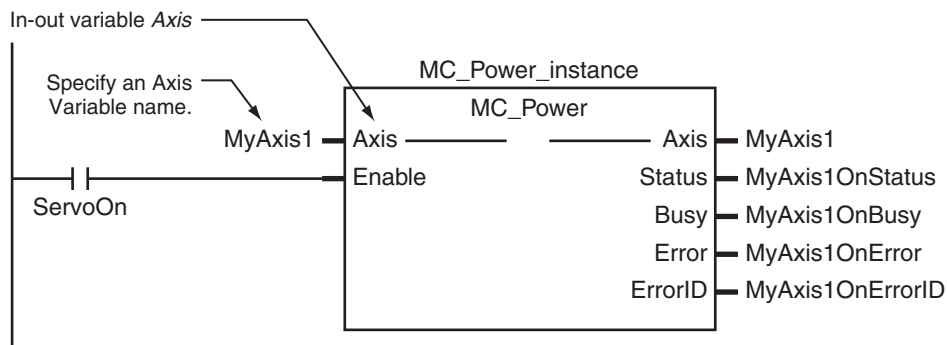 In-out variable Axis
Specify an Axis
Variable name.
MC_Power_instance
MC_Power
MyAxis1 Axis Axis MyAxis1
Enable Status MyAxis1OnStatus
ServoOn
Busy MyAxis1OnBusy
Error MyAxis1OnError
ErrorID MyAxis1OnErrorID